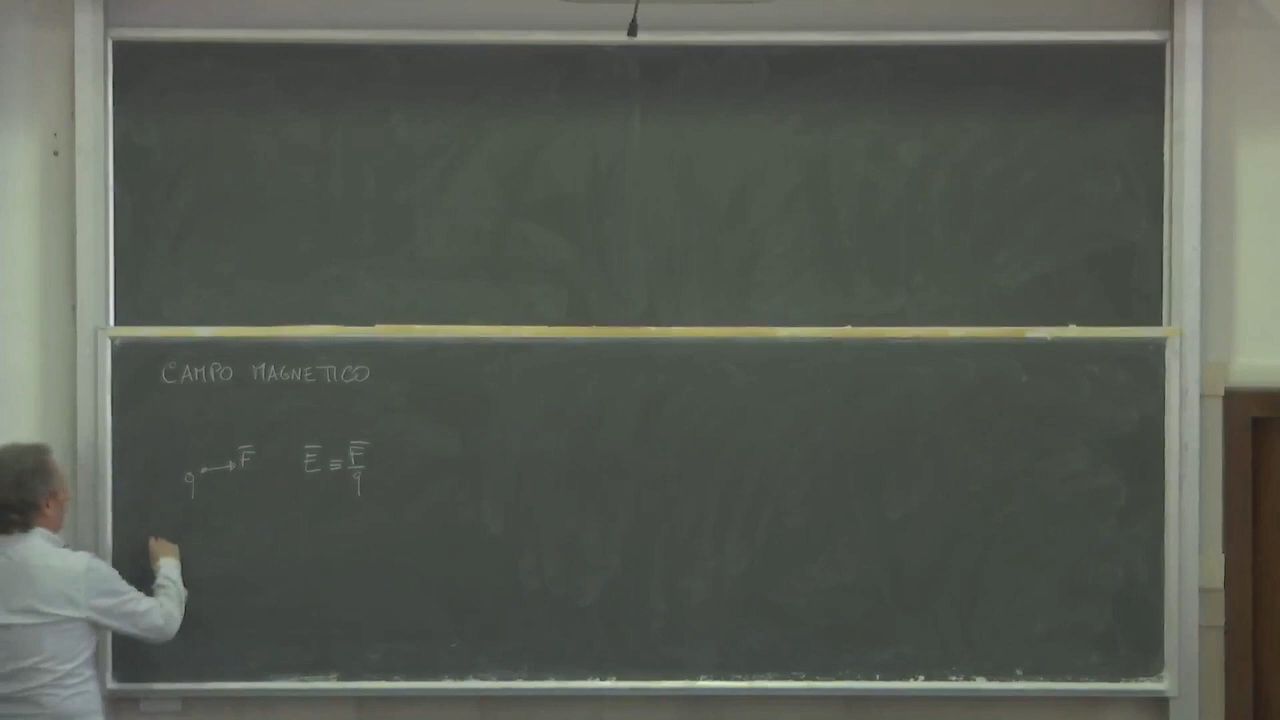 CAMPO MAGNETICO
q → F̅ E̅ ≡ F̅/q